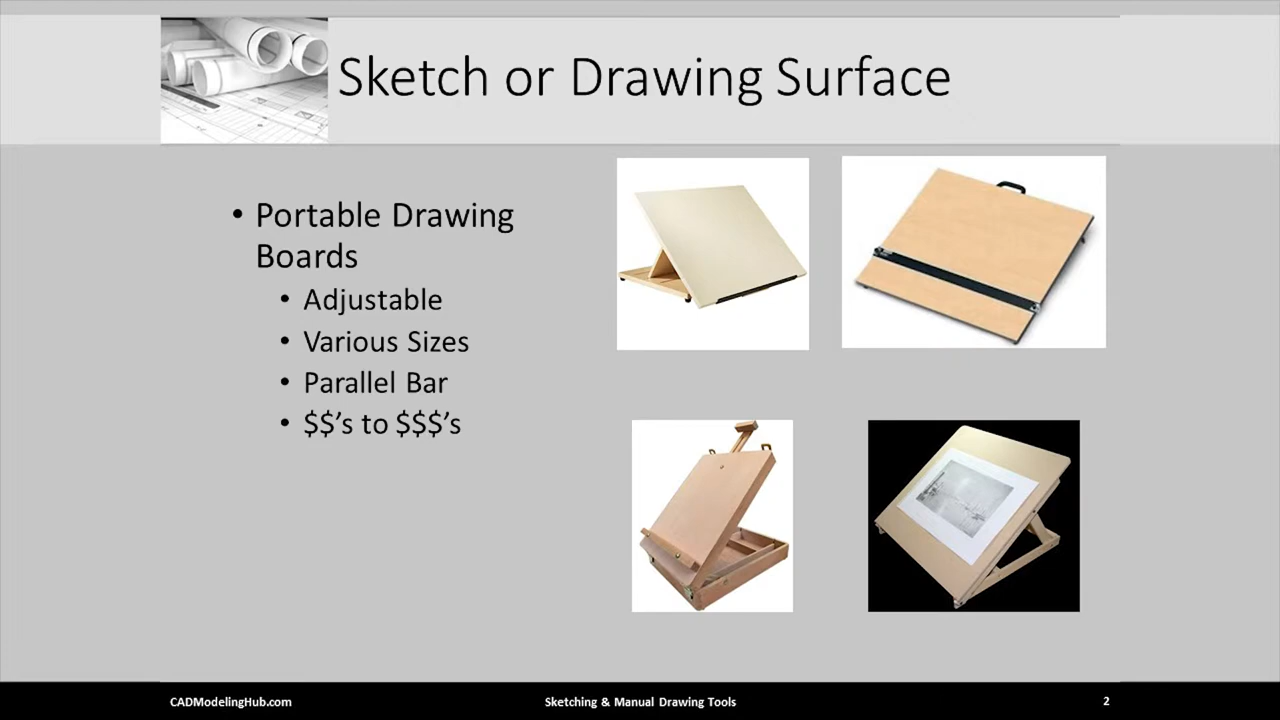 Sketch or Drawing Surface
• Portable Drawing
Boards
• Adjustable
• Various Sizes
• Parallel Bar
• $$’s to $$$’s
CADModelingHub.com
Sketching & Manual Drawing Tools
2